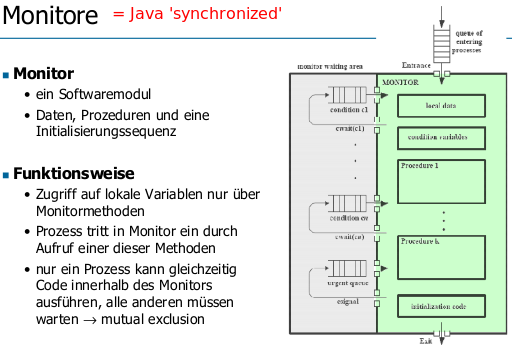 Monitore = Java 'synchronized'
Monitor
• ein Softwaremodul
• Daten, Prozeduren und eine
Initialisierungssequenz
Funktionsweise
• Zugriff auf lokale Variablen nur über
Monitormethoden
• Prozess tritt in Monitor ein durch
Aufruf einer dieser Methoden
• nur ein Prozess kann gleichzeitig
Code innerhalb des Monitors
ausführen, alle anderen müssen
warten → mutual exclusion
queue of
entering
processes
Entrance
monitor waiting area
MONITOR
condition c1
cwait(c1)
local data
condition variables
Procedure 1
condition cn
cwait(cn)
Procedure k
urgent queue
csignal
initialization code
Exit